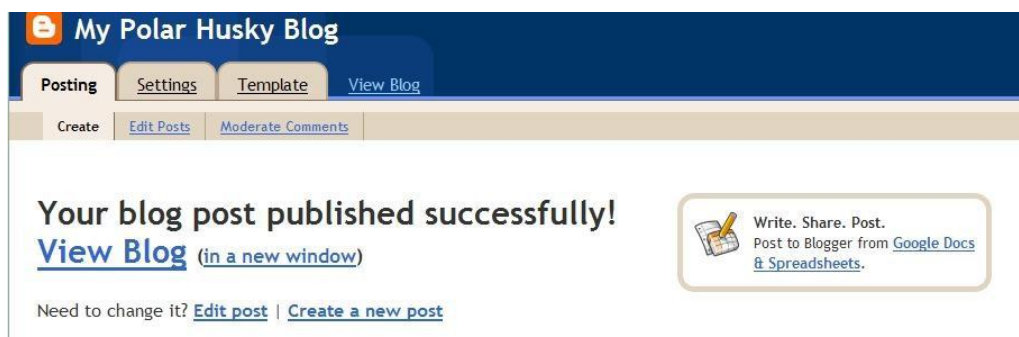 My Polar Husky Blog
Posting Settings Template View Blog
Create Edit Posts Moderate Comments
Your blog post published successfully!
View Blog (in a new window)
Need to change it? Edit post | Create a new post
Write. Share. Post.
Post to Blogger from Google Docs
& Spreadsheets.